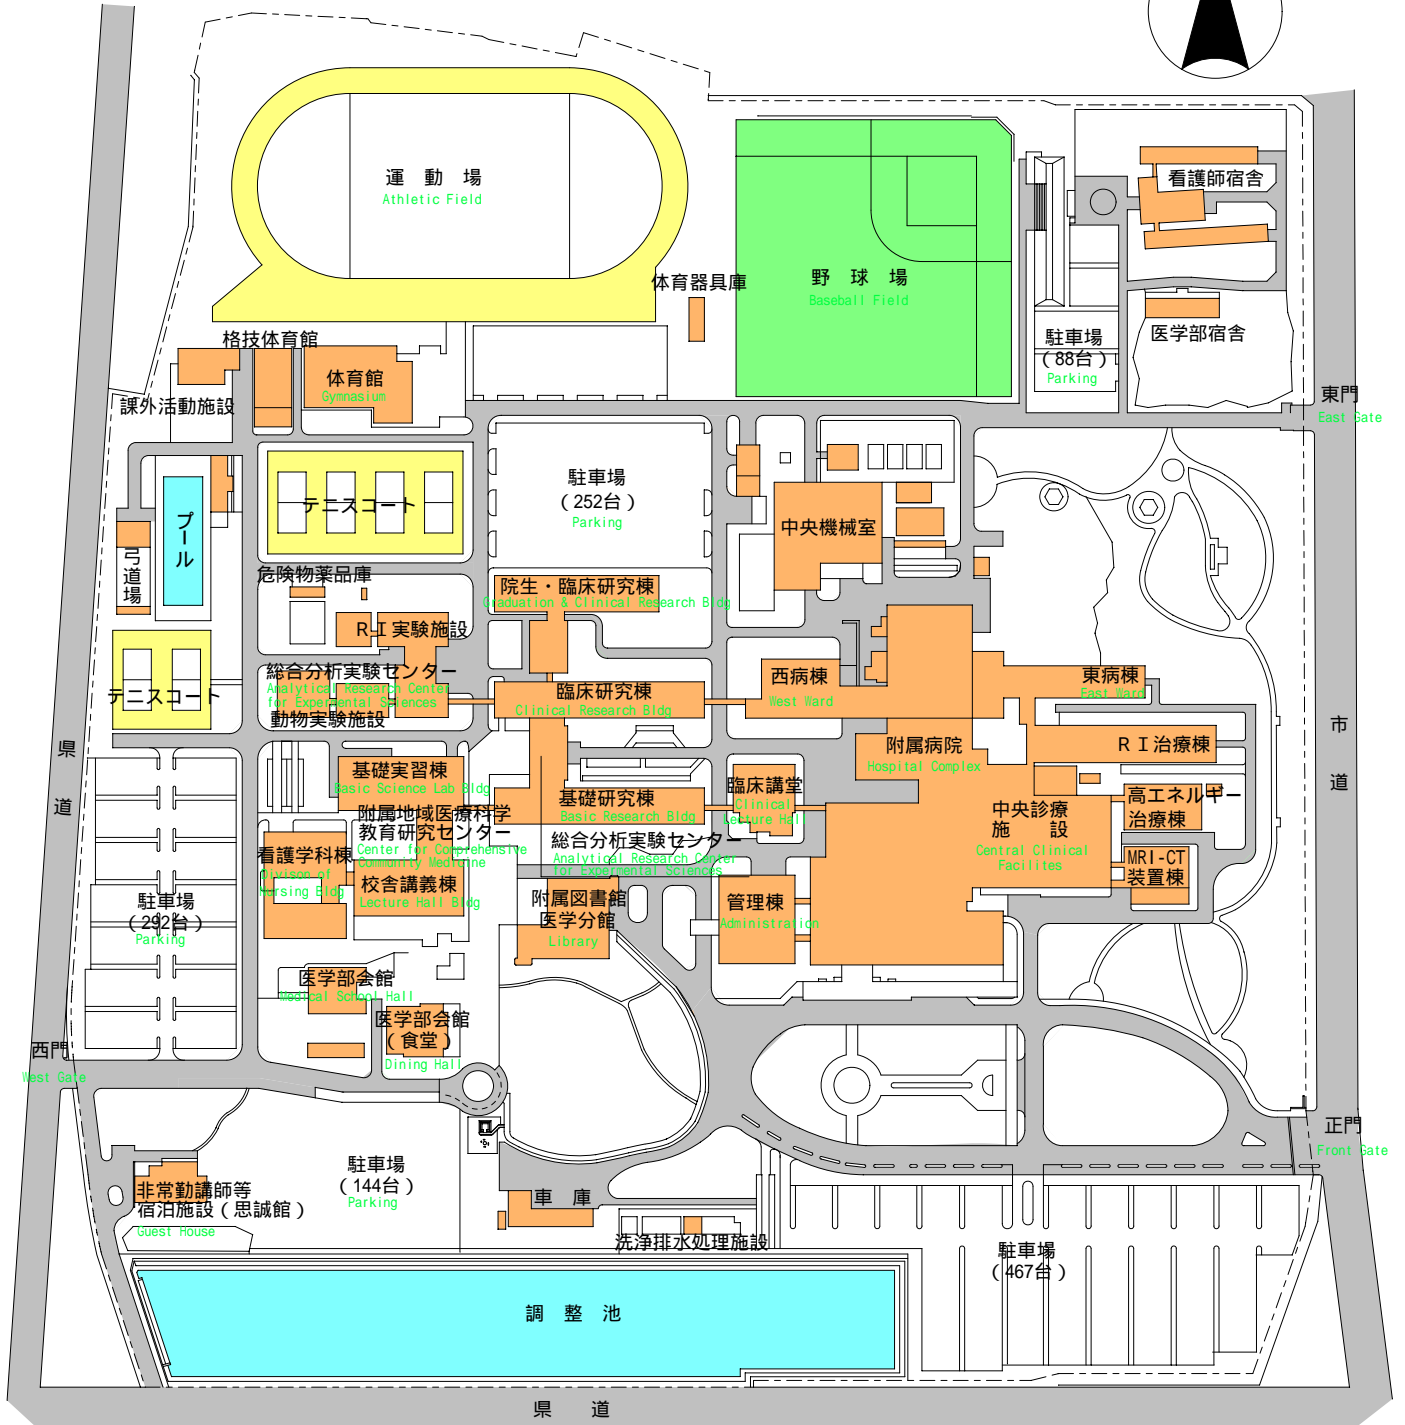 運 動 場
Athletic Field
看護師宿舎
体育器具庫
野 球 場
Baseball Field
医学部宿舎
駐車場
(88台)
Parking
格技体育館
体育館
Gymnasium
課外活動施設
東門
East Gate
駐車場
(252台)
Parking
テニスコート
プール
中央機械室
弓道場
危険物薬品庫
院生・臨床研究棟
Graduation & Clinical Research Bldg
RI実験施設
総合分析実験センター
Analytical Research Center
for Expermental Sciences
動物実験施設
臨床研究棟
Clinical Research Bldg
西病棟
West Ward
東病棟
East Ward
テニスコート
県道
市道
附属病院
Hospital Complex
RI治療棟
基礎実習棟
Basic Science Lab Bldg
基礎研究棟
Basic Research Bldg
臨床講堂
Clinical
Lecture Hall
高エネルギー
治療棟
中央診療
施 設
Central Clinical
Facilites
附属地域医療科学
教育研究センター
Center for Comprehensive
Community Medicine
総合分析実験センター
Analytical Research Center
for Expermental Sciences
看護学科棟
Divison of
Nursing Bldg
MRI-CT
装置棟
校舎講義棟
Lecture Hall Bldg
駐車場
(292台)
Parking
附属図書館
医学分館
Library
管理棟
Administration
医学部会館
Medical School Hall
医学部会館
(食堂)
Dining Hall
西門
West Gate
正門
Front Gate
駐車場
(144台)
Parking
非常勤講師等
宿泊施設(思誠館)
Guest House
車 庫
洗浄排水処理施設
駐車場
(467台)
調 整 池
県 道